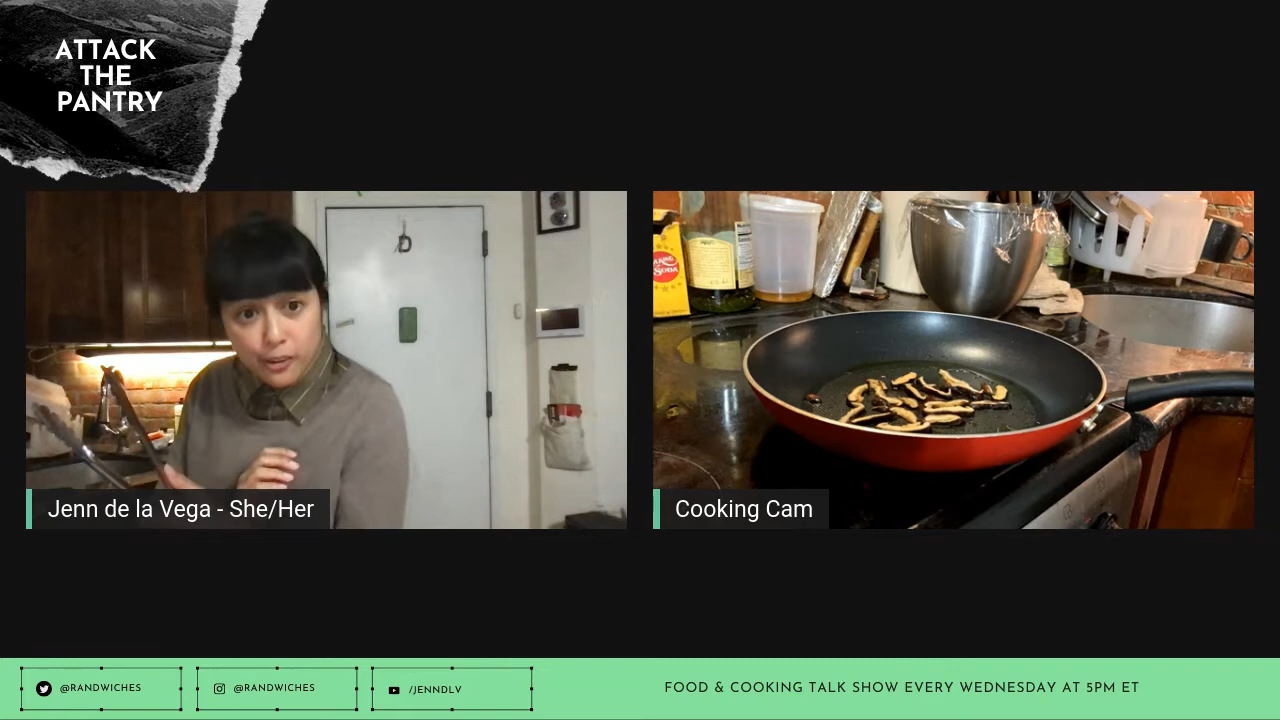 ATTACK
THE
PANTRY
Jenn de la Vega - She/Her
Cooking Cam
@RANDWICHES
@RANDWICHES
/JENNDLV
FOOD & COOKING TALK SHOW EVERY WEDNESDAY AT 5PM ET